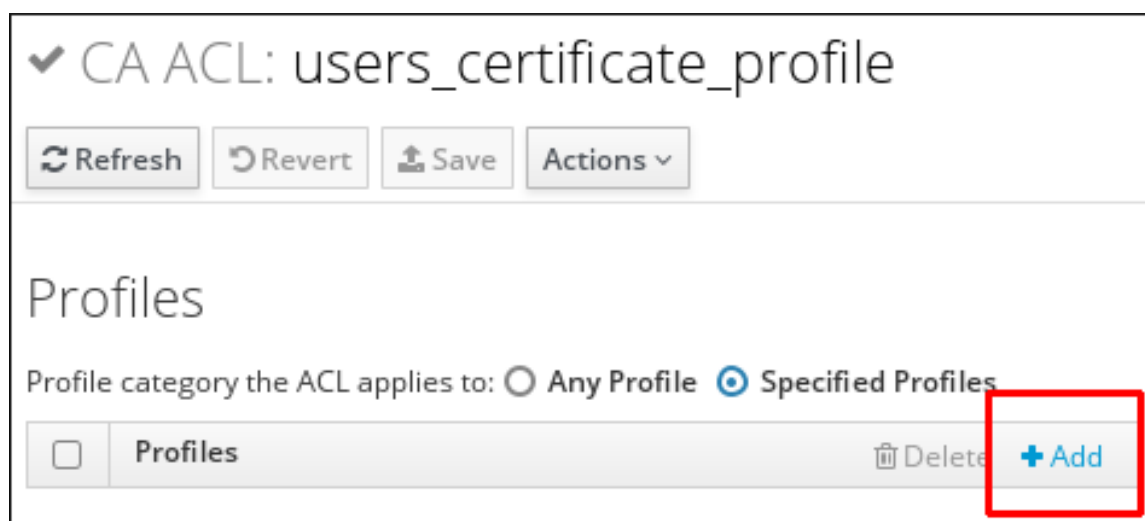 CA ACL: users_certificate_profile
Refresh Revert Save Actions
Profiles
Profile category the ACL applies to: Any Profile Specified Profiles
Profiles Delete Add